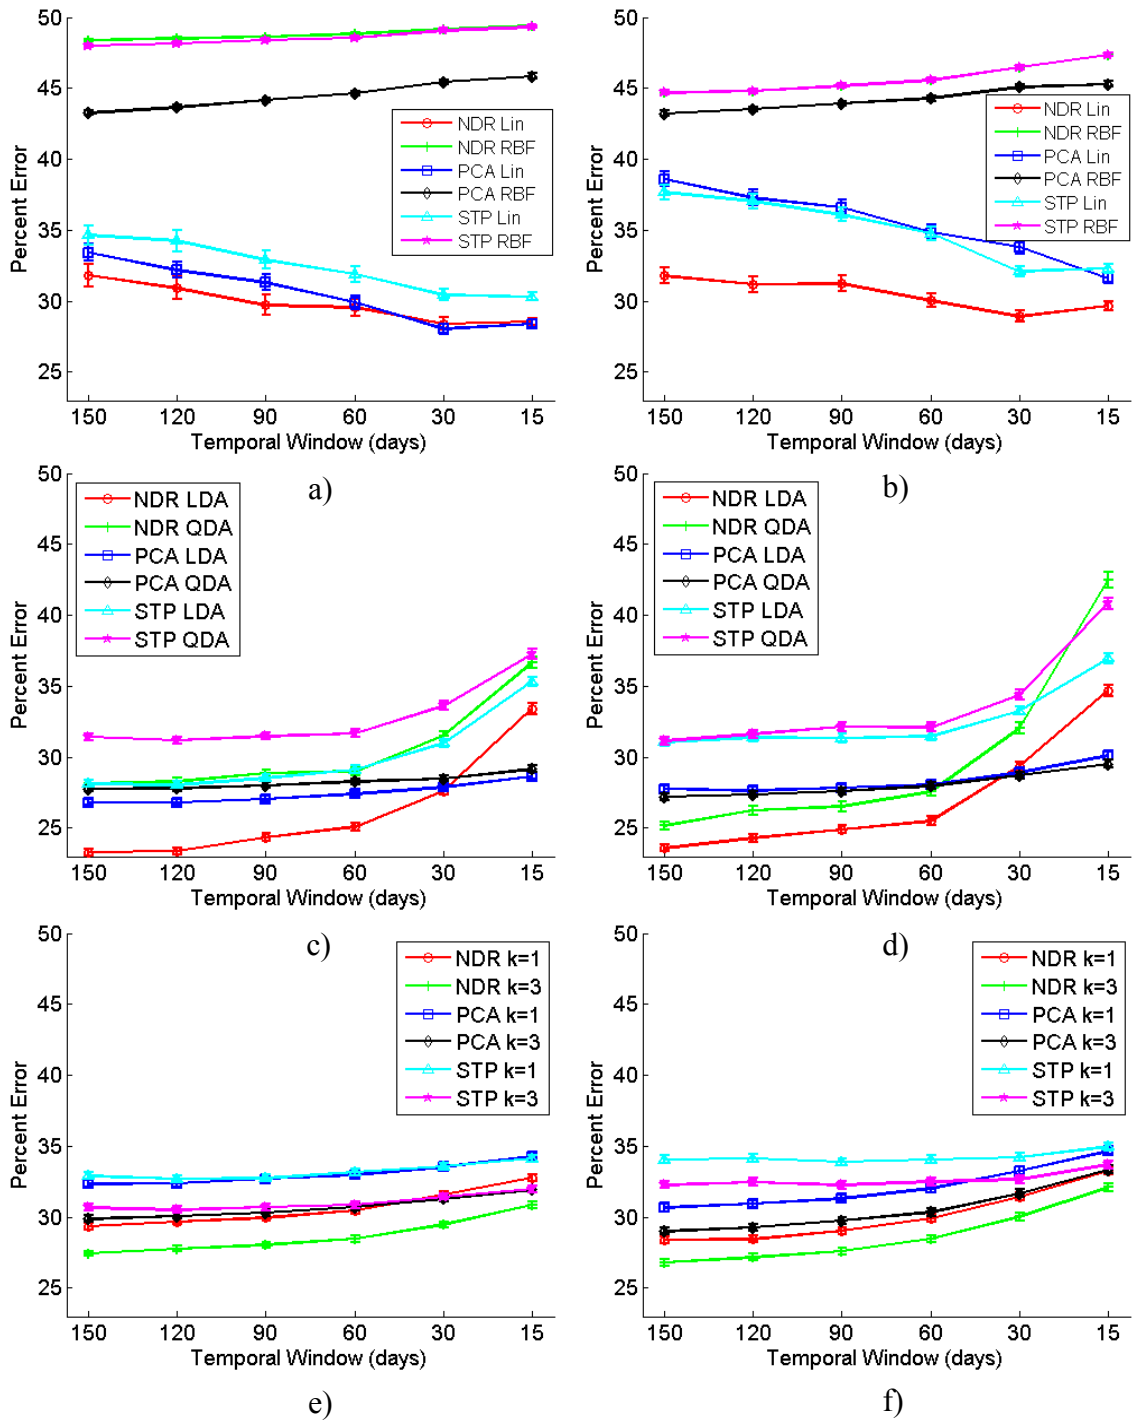 50
45
40
35
30
25
Percent Error
NDR Lin
NDR RBF
PCA Lin
PCA RBF
STP Lin
STP RBF
150 120 90 60 30 15
Temporal Window (days)
a)
50
45
40
35
30
25
Percent Error
NDR Lin
NDR RBF
PCA Lin
PCA RBF
STP Lin
STP RBF
150 120 90 60 30 15
Temporal Window (days)
b)
50
45
40
35
30
25
Percent Error
NDR LDA
NDR QDA
PCA LDA
PCA QDA
STP LDA
STP QDA
150 120 90 60 30 15
Temporal Window (days)
c)
50
45
40
35
30
25
Percent Error
NDR LDA
NDR QDA
PCA LDA
PCA QDA
STP LDA
STP QDA
150 120 90 60 30 15
Temporal Window (days)
d)
50
45
40
35
30
25
Percent Error
NDR k=1
NDR k=3
PCA k=1
PCA k=3
STP k=1
STP k=3
150 120 90 60 30 15
Temporal Window (days)
e)
50
45
40
35
30
25
Percent Error
NDR k=1
NDR k=3
PCA k=1
PCA k=3
STP k=1
STP k=3
150 120 90 60 30 15
Temporal Window (days)
f)